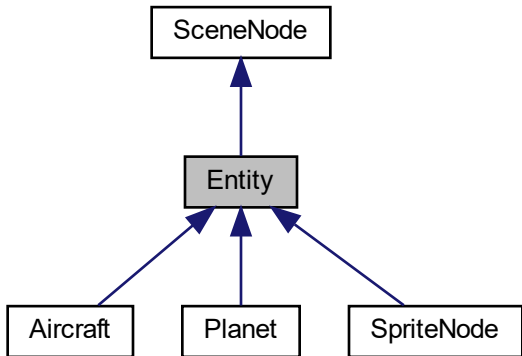 SceneNode
Entity
Aircraft
Planet
SpriteNode